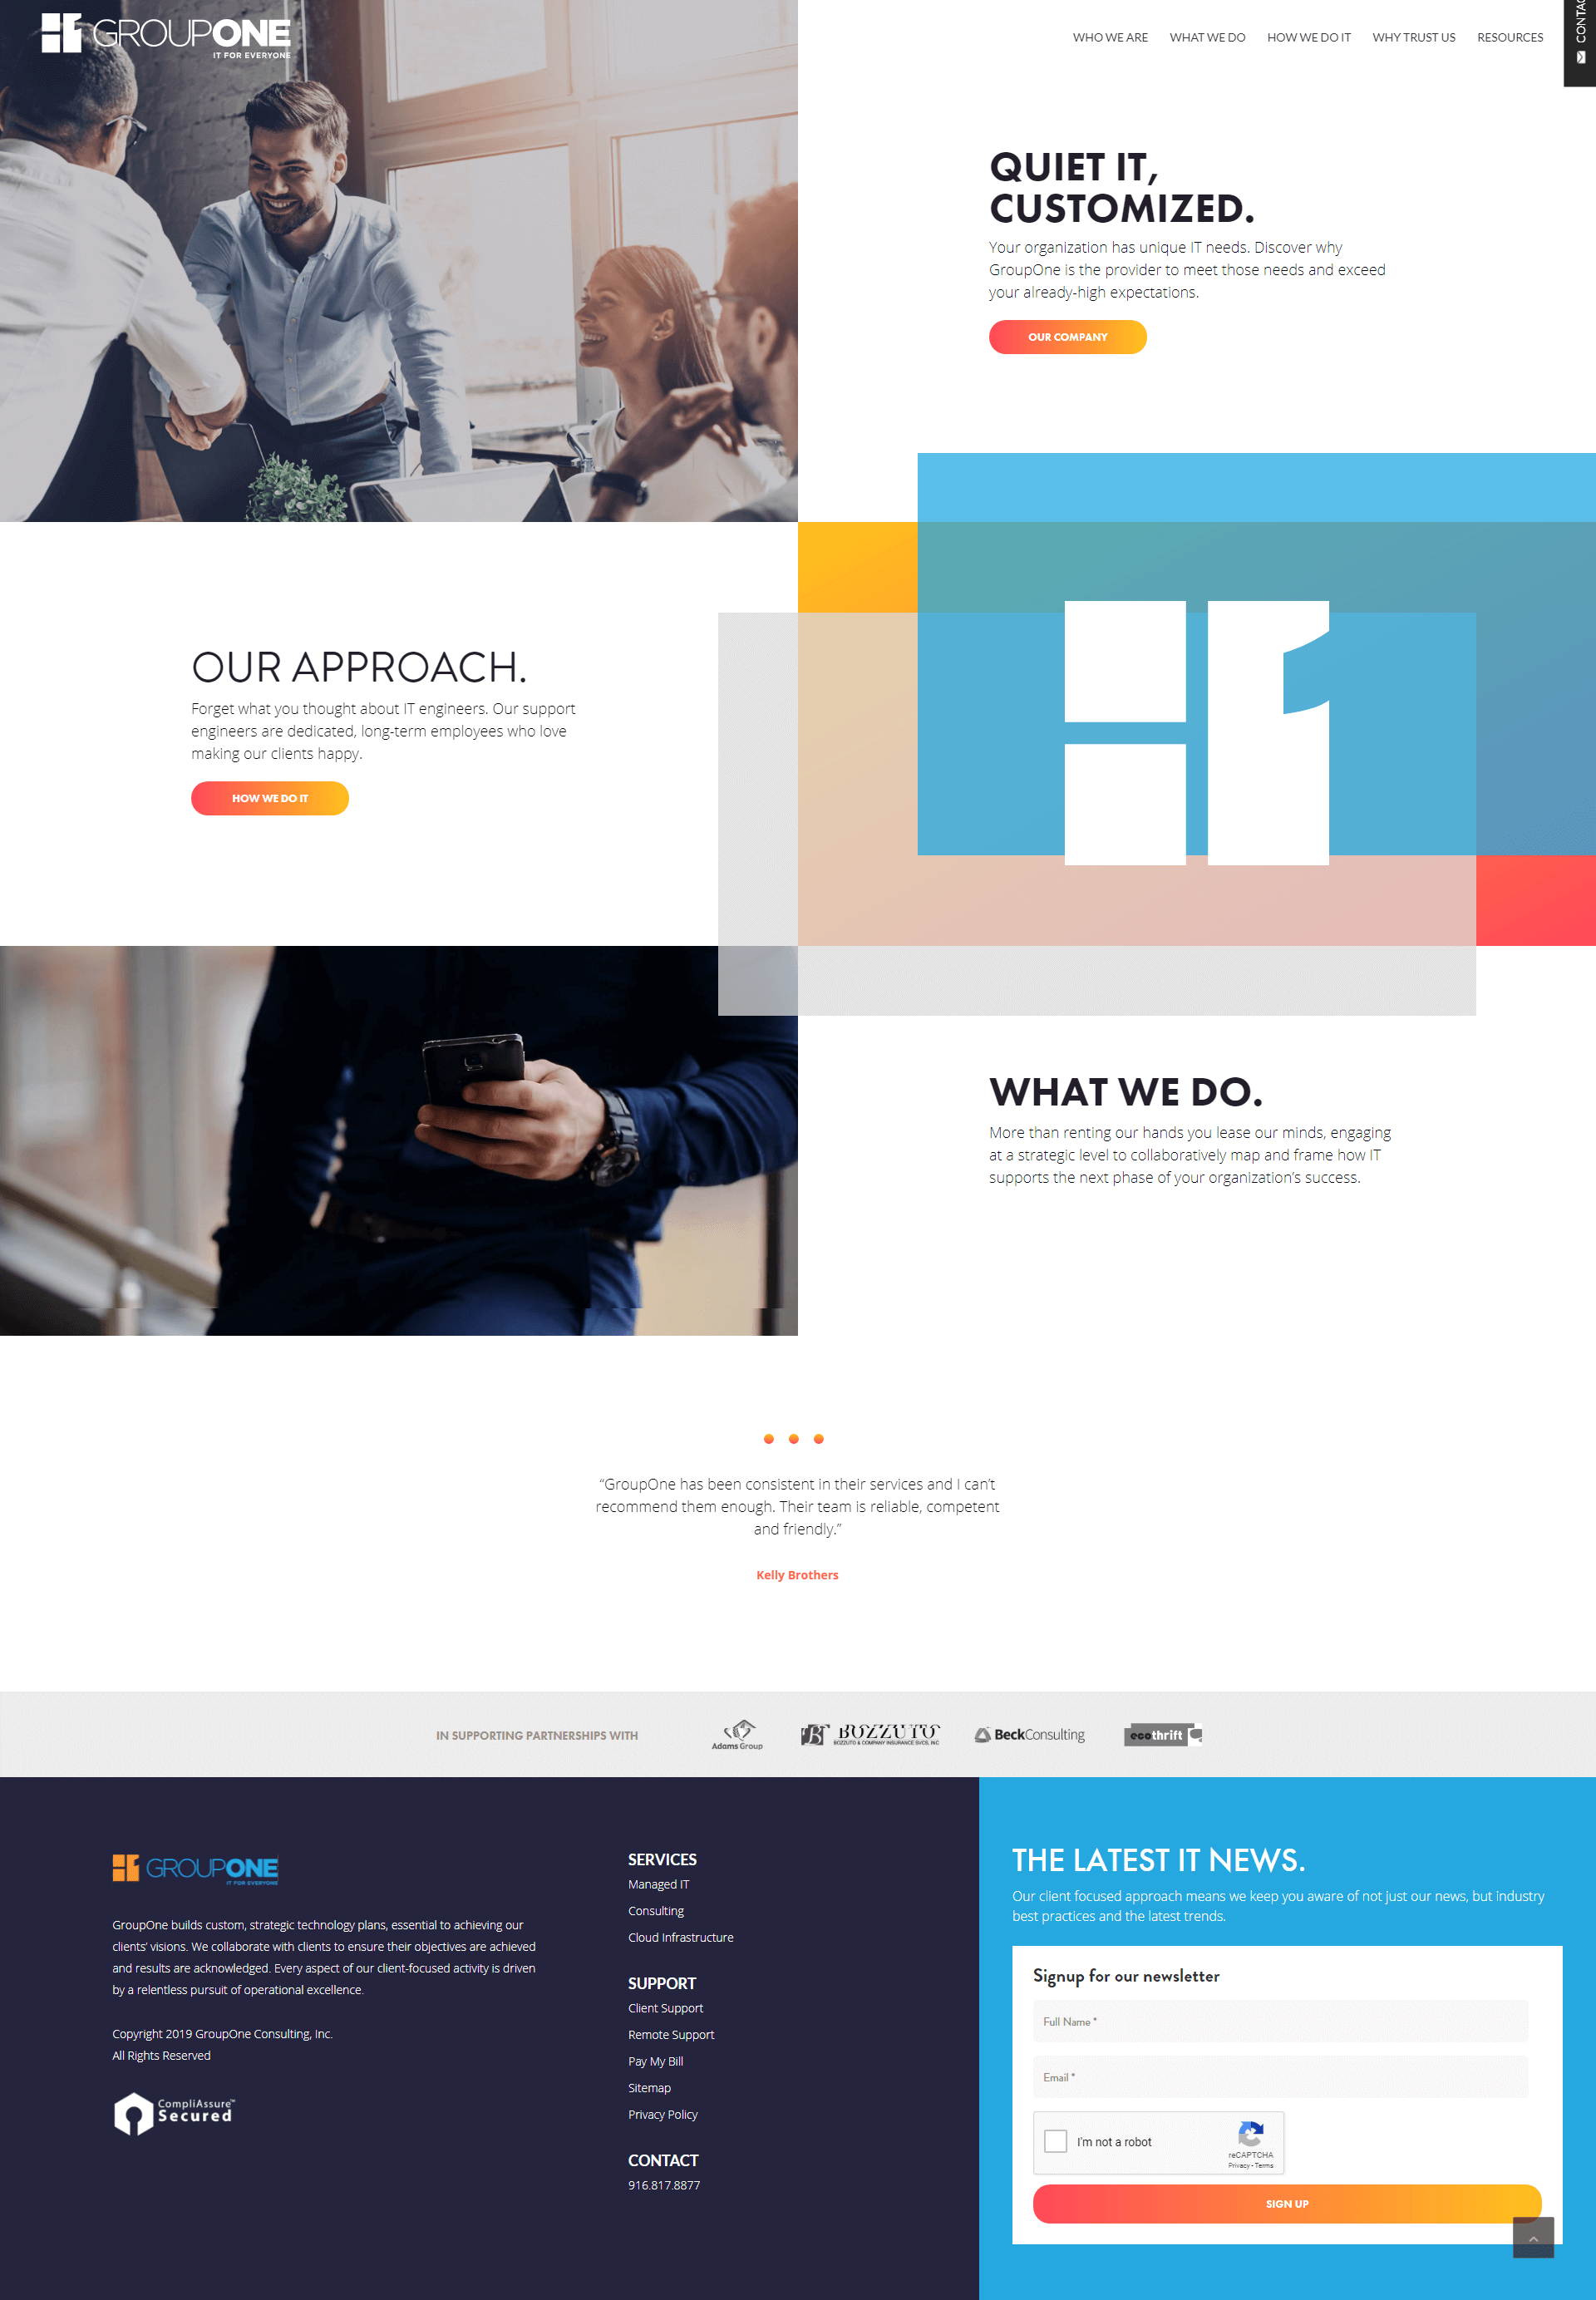 GROUPONE
IT FOR EVERYONE
WHO WE ARE
WHAT WE DO
HOW WE DO IT
WHY TRUST US
RESOURCES
QUIET IT,
CUSTOMIZED.
Your organization has unique IT needs. Discover why
GroupOne is the provider to meet those needs and exceed
your already-high expectations.
OUR COMPANY
OUR APPROACH.
Forget what you thought about IT engineers. Our support
engineers are dedicated, long-term employees who love
making our clients happy.
HOW WE DO IT
WHAT WE DO.
More than renting our hands you lease our minds, engaging
at a strategic level to collaboratively map and frame how IT
supports the next phase of your organization's success.
“GroupOne has been consistent in their services and I can't
recommend them enough. Their team is reliable, competent
and friendly.”
Kelly Brothers
IN SUPPORTING PARTNERSHIPS WITH
Adams Group
BOZZUTO
BOZZUTO & COMPANY INSURANCE SVCS, INC
BeckConsulting
ecothrift
GROUPONE
IT FOR EVERYONE
GroupOne builds custom, strategic technology plans, essential to achieving our
clients' visions. We collaborate with clients to ensure their objectives are achieved
and results are acknowledged. Every aspect of our client-focused activity is driven
by a relentless pursuit of operational excellence.
Copyright 2019 GroupOne Consulting, Inc.
All Rights Reserved
CompliAssure™
Secured
SERVICES
Managed IT
Consulting
Cloud Infrastructure
SUPPORT
Client Support
Remote Support
Pay My Bill
Sitemap
Privacy Policy
CONTACT
916.817.8877
THE LATEST IT NEWS.
Our client focused approach means we keep you aware of not just our news, but industry
best practices and the latest trends.
Signup for our newsletter
Full Name *
Email *
I'm not a robot
reCAPTCHA
Privacy - Terms
SIGN UP